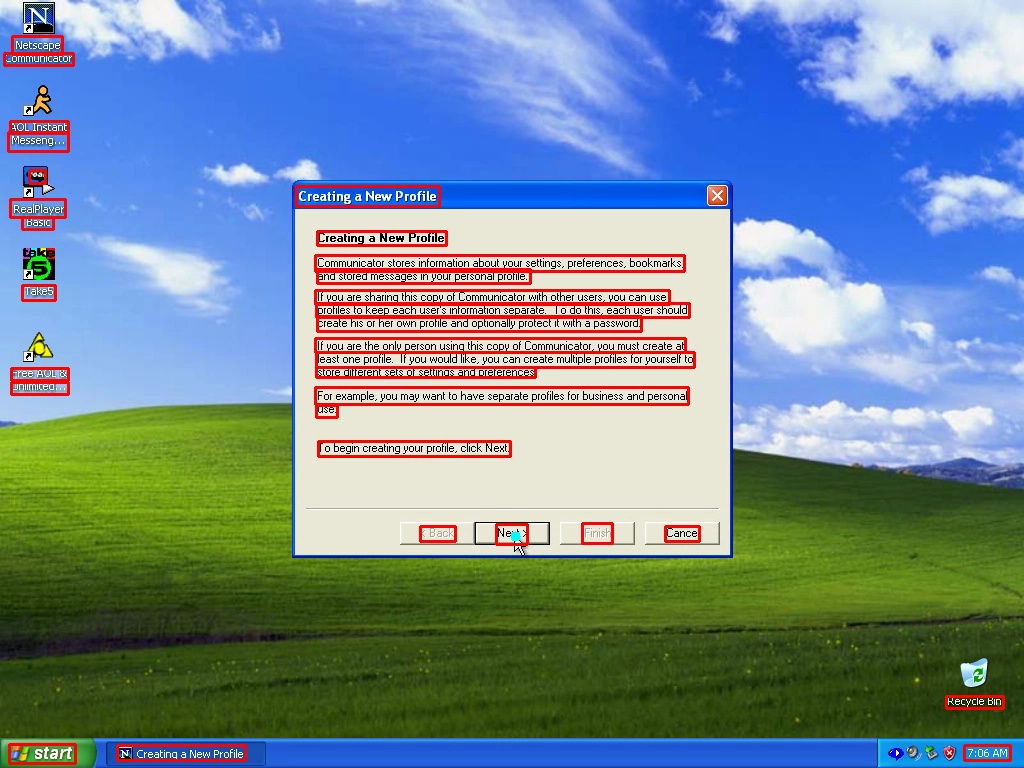 Netscape
Communicator
AOL Instant
Messeng...
real
RealPlayer
Basic
take
5
Take5
Free AOL &
Unlimited...
Creating a New Profile
Creating a New Profile
Communicator stores information about your settings, preferences, bookmarks,
and stored messages in your personal profile.
If you are sharing this copy of Communicator with other users, you can use
profiles to keep each user's information separate. To do this, each user should
create his or her own profile and optionally protect it with a password.
If you are the only person using this copy of Communicator, you must create at
least one profile. If you would like, you can create multiple profiles for yourself to
store different sets of settings and preferences.
For example, you may want to have separate profiles for business and personal
use.
To begin creating your profile, click Next.
< Back
Next >
Finish
Cancel
Recycle Bin
start
N Creating a New Profile
7:06 AM